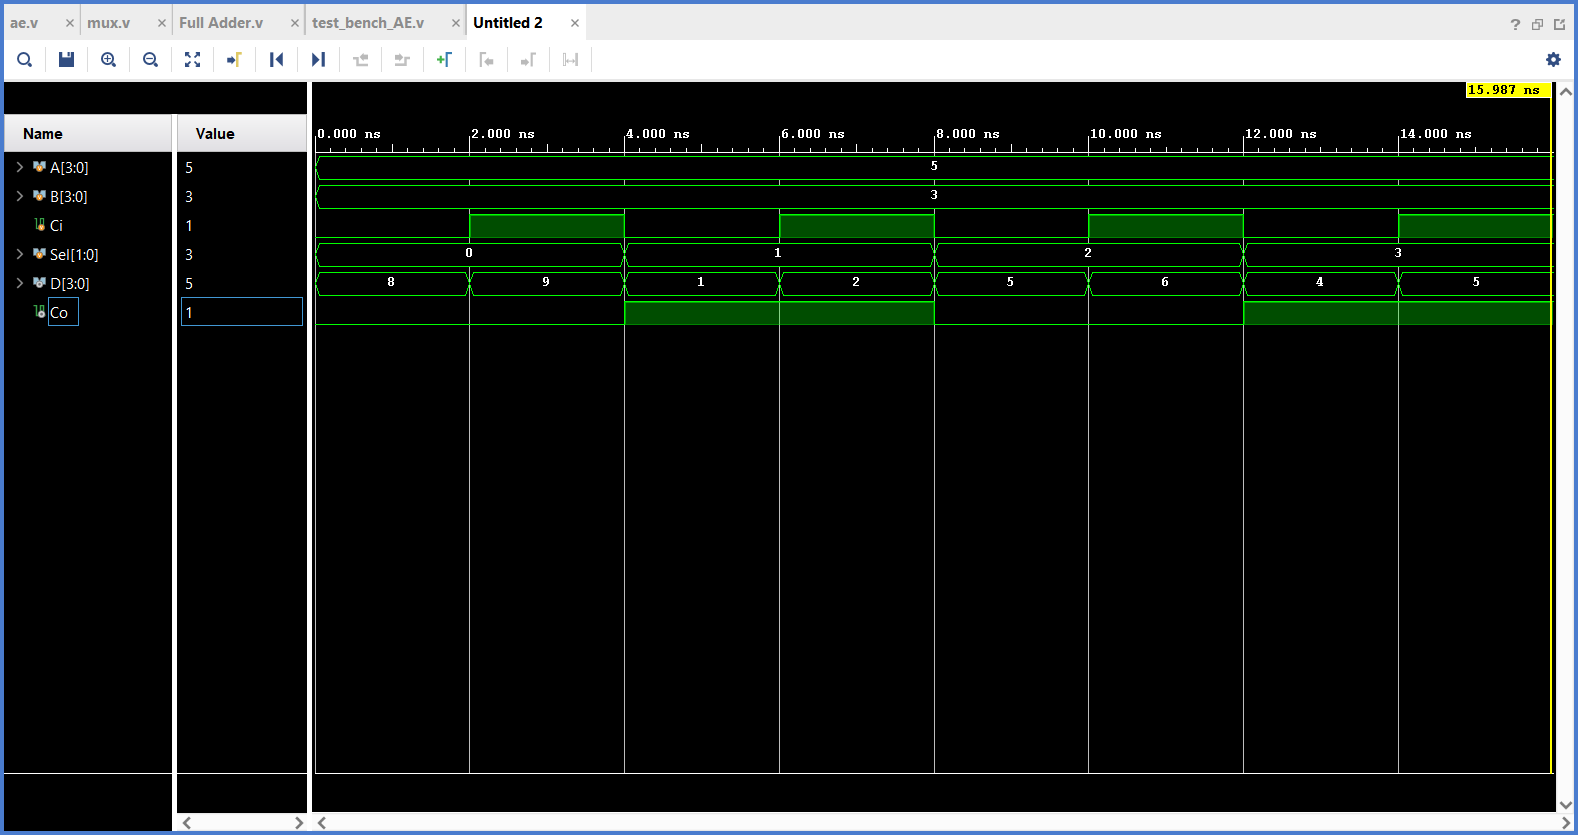 ae.v × mux.v × Full Adder.v × test_bench_AE.v × Untitled 2 ×
?
15.987 ns
Name Value
0.000 ns 2.000 ns 4.000 ns 6.000 ns 8.000 ns 10.000 ns 12.000 ns 14.000 ns
A[3:0] 5 5
B[3:0] 3 3
Ci 1
Sel[1:0] 3 0 1 2 3
D[3:0] 5 8 9 1 2 5 6 4 5
Co 1